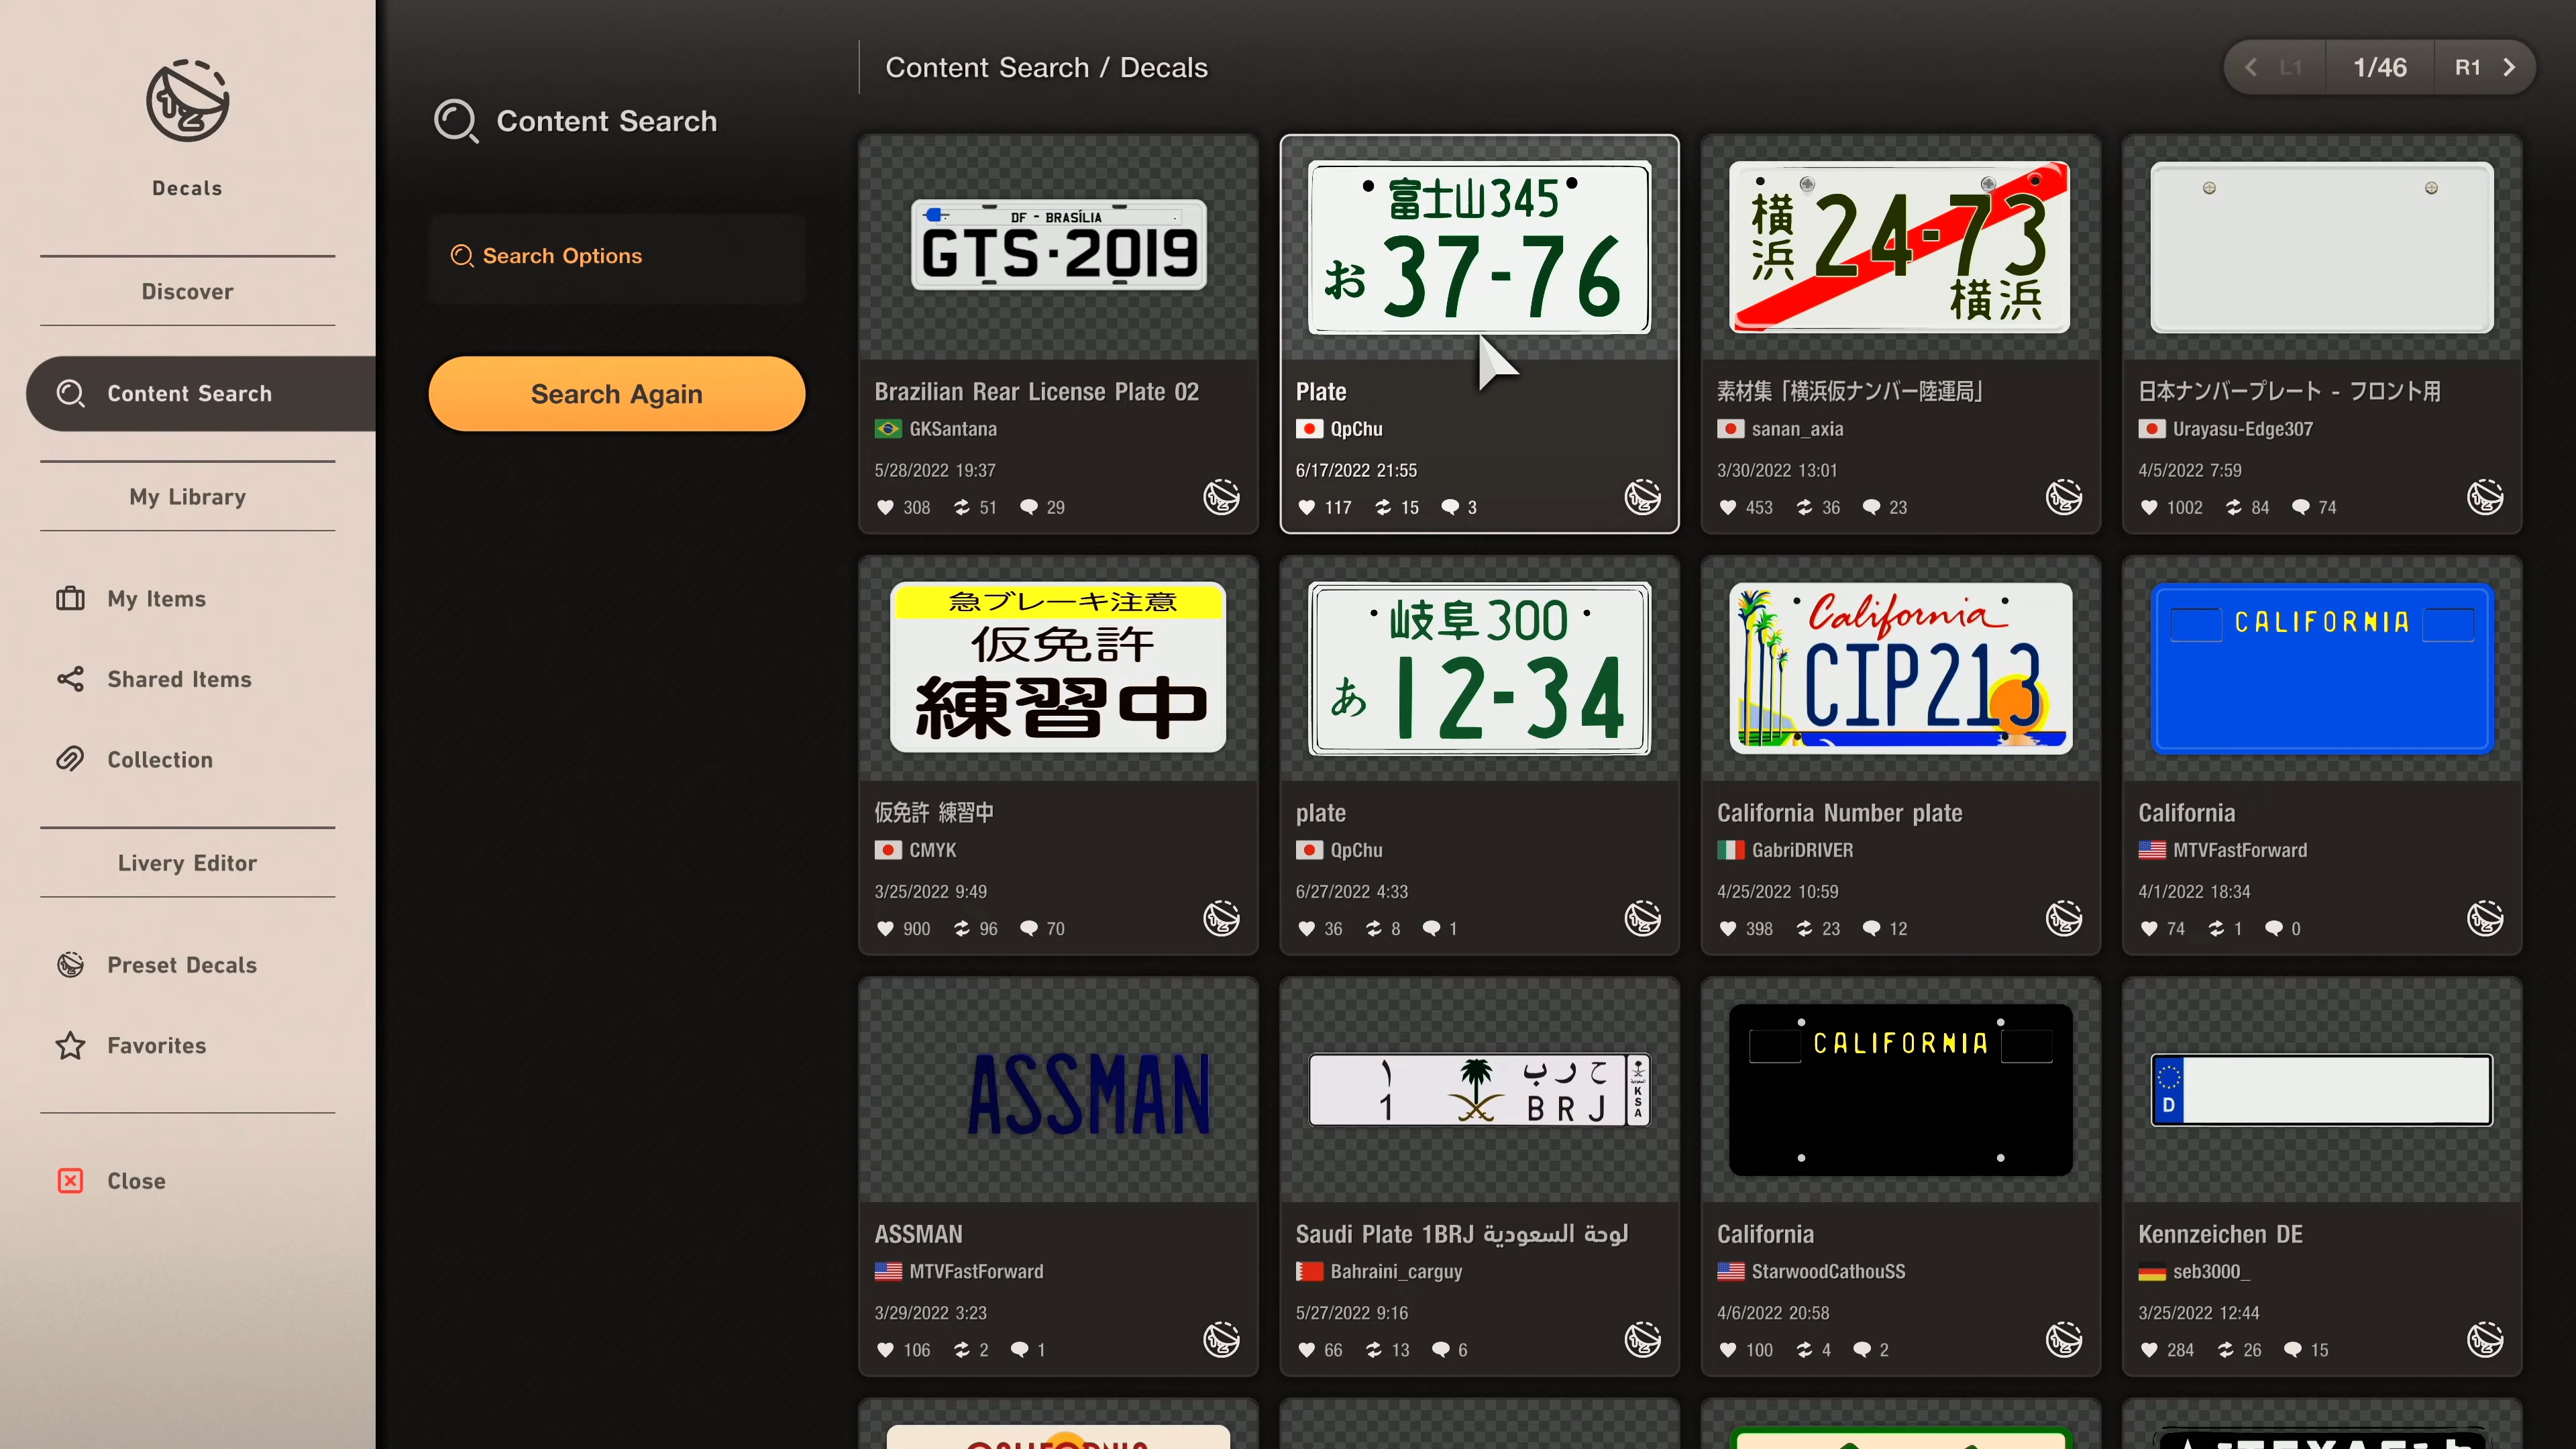 Decals
Discover
Content Search
My Library
My Items
Shared Items
Collection
Livery Editor
Preset Decals
Favorites
Close
Content Search
Search Options
Search Again
Content Search / Decals
L1
1/46
R1
DF - BRASÍLIA
GTS·2019
Brazilian Rear License Plate 02
GKSantana
5/28/2022 19:37
308 51 29
富士山345
お 37-76
Plate
QpChu
6/17/2022 21:55
117 15 3
横浜 24-73
横浜
素材集「横浜仮ナンバー陸運局」
sanan_axia
3/30/2022 13:01
453 36 23
日本ナンバープレート - フロント用
Urayasu-Edge307
4/5/2022 7:59
1002 84 74
急ブレーキ注意
仮免許
練習中
仮免許 練習中
CMYK
3/25/2022 9:49
900 96 70
岐阜300
あ 12-34
plate
QpChu
6/27/2022 4:33
36 8 1
California
CIP213
California Number plate
GabriDRIVER
4/25/2022 10:59
398 23 12
CALIFORNIA
California
MTVFastForward
4/1/2022 18:34
74 1 0
ASSMAN
ASSMAN
MTVFastForward
3/29/2022 3:23
106 2 1
١ ح ر ب
1 B R J
KSA
Saudi Plate 1BRJ لوحة السعودية
Bahraini_carguy
5/27/2022 9:16
66 13 6
CALIFORNIA
California
StarwoodCathouSS
4/6/2022 20:58
100 4 2
D
Kennzeichen DE
seb3000_
3/25/2022 12:44
284 26 15